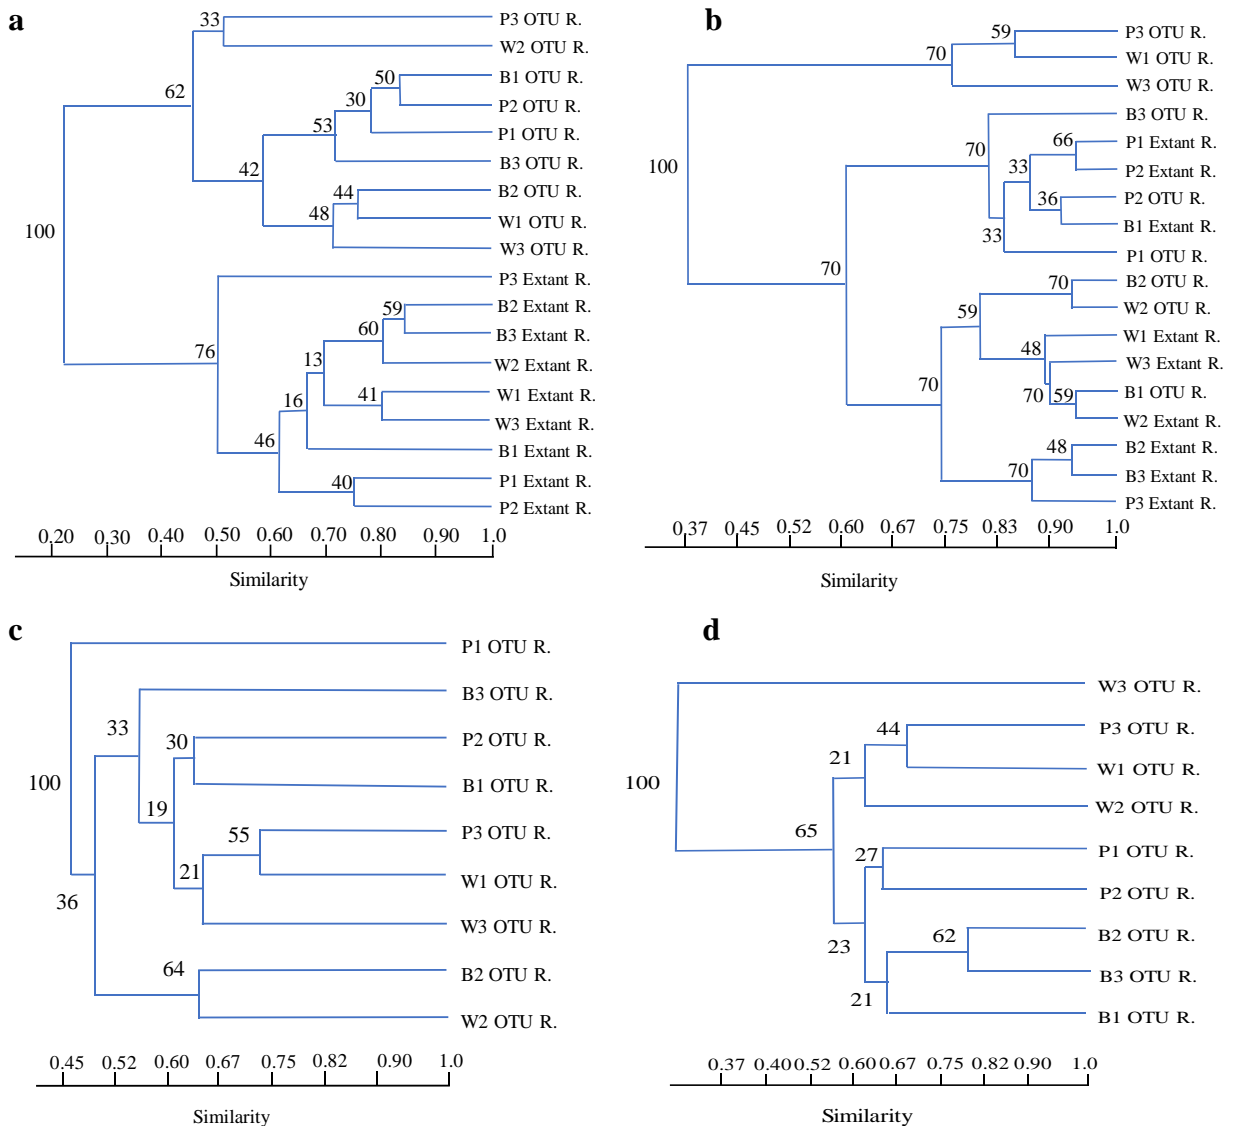 a
33
P3 OTU R.
W2 OTU R.
62
50
B1 OTU R.
30
P2 OTU R.
53
P1 OTU R.
B3 OTU R.
42
44
B2 OTU R.
48
W1 OTU R.
W3 OTU R.
100
P3 Extant R.
59
B2 Extant R.
60
B3 Extant R.
76
13
W2 Extant R.
16
41
W1 Extant R.
W3 Extant R.
46
B1 Extant R.
40
P1 Extant R.
P2 Extant R.
0.20 0.30 0.40 0.50 0.60 0.70 0.80 0.90 1.0
Similarity
b
59
P3 OTU R.
70
W1 OTU R.
W3 OTU R.
B3 OTU R.
100
70
66
P1 Extant R.
33
P2 Extant R.
36
P2 OTU R.
33
B1 Extant R.
P1 OTU R.
70
70
B2 OTU R.
59
W2 OTU R.
48
W1 Extant R.
W3 Extant R.
70
70
59
B1 OTU R.
W2 Extant R.
48
B2 Extant R.
70
B3 Extant R.
P3 Extant R.
0.37 0.45 0.52 0.60 0.67 0.75 0.83 0.90 1.0
Similarity
c
P1 OTU R.
B3 OTU R.
33
30
P2 OTU R.
100
19
B1 OTU R.
55
P3 OTU R.
21
W1 OTU R.
36
W3 OTU R.
64
B2 OTU R.
W2 OTU R.
0.45 0.52 0.60 0.67 0.75 0.82 0.90 1.0
Similarity
d
W3 OTU R.
44
P3 OTU R.
21
W1 OTU R.
100
W2 OTU R.
65
27
P1 OTU R.
P2 OTU R.
23
62
B2 OTU R.
B3 OTU R.
21
B1 OTU R.
0.37 0.40 0.52 0.60 0.67 0.75 0.82 0.90 1.0
Similarity